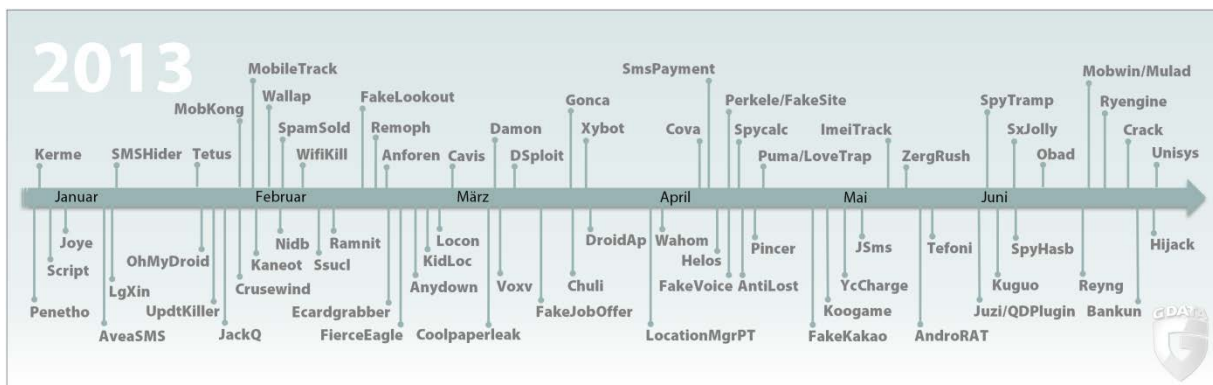 2013
MobileTrack
SmsPayment
Mobwin/Mulad
MobKong
Wallap
FakeLookout
Gonca
Perkele/FakeSite
SpyTramp
Ryengine
SpamSold
Remoph
Damon
Xybot
Cova
Spycalc
ImeiTrack
SxJolly
Crack
Kerme
SMSHider
Tetus
WifiKill
Anforen
Cavis
DSploit
Puma/LoveTrap
ZergRush
Obad
Unisys
Januar
Februar
März
April
Mai
Juni
Joye
Nidb
Ramnit
Locon
DroidAp
Wahom
Pincer
JSms
Tefoni
SpyHasb
Hijack
Script
OhMyDroid
Kaneot
Ssucl
KidLoc
Helos
LgXin
Crusewind
Anydown
Voxv
Chuli
FakeVoice
AntiLost
YcCharge
Kuguo
Reyng
Penetho
UpdtKiller
Ecardgrabber
FakeJobOffer
Koogame
Juzi/QDPlugin
Bankun
AveaSMS
JackQ
FierceEagle
Coolpaperleak
LocationMgrPT
FakeKakao
AndroRAT
G DATA